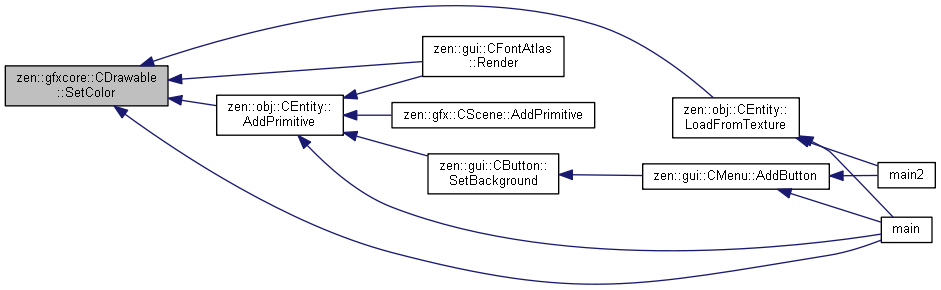 zen::gfxcore::CDrawable
::SetColor
zen::gui::CFontAtlas
::Render
zen::obj::CEntity::
AddPrimitive
zen::gfx::CScene::AddPrimitive
zen::gui::CButton::
SetBackground
zen::obj::CEntity::
LoadFromTexture
zen::gui::CMenu::AddButton
main2
main